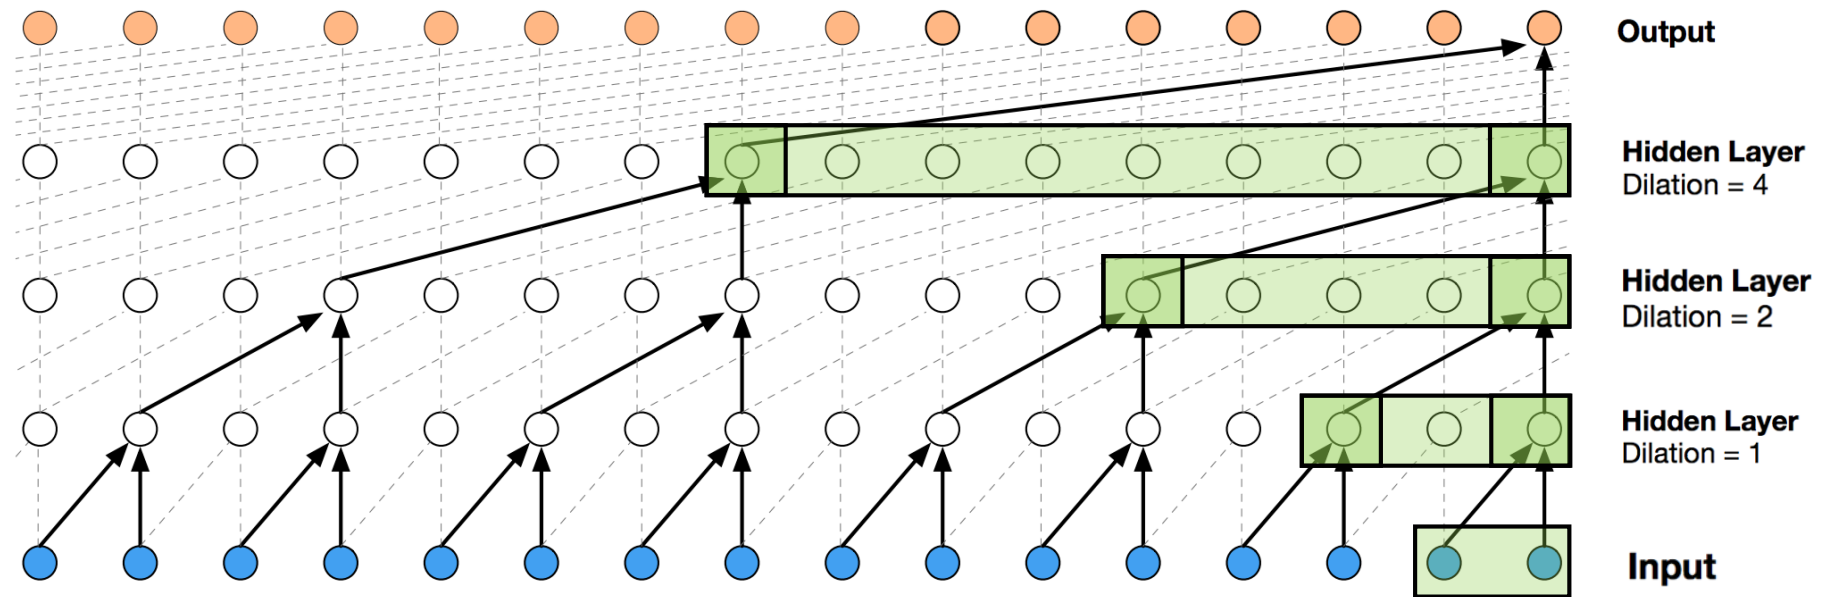 Output
Hidden Layer
Dilation = 4
Hidden Layer
Dilation = 2
Hidden Layer
Dilation = 1
Input